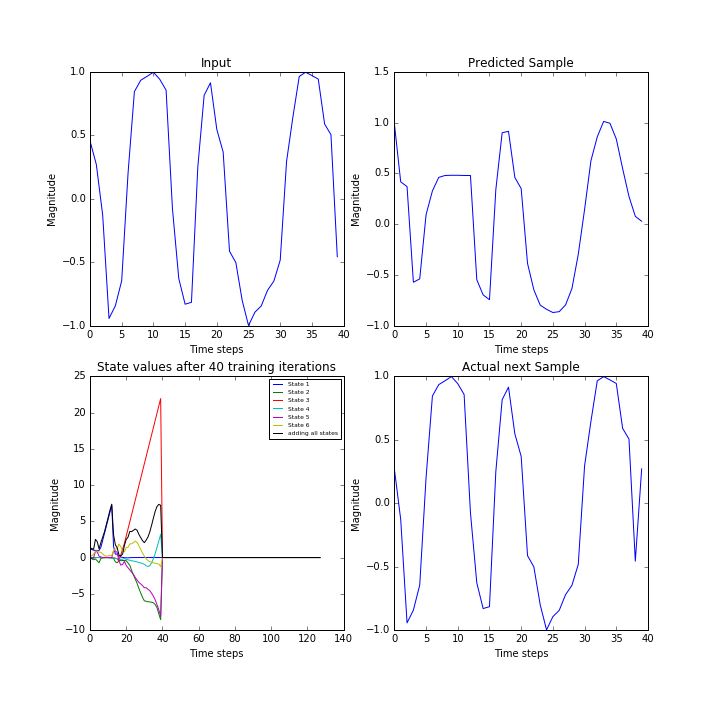 Input
1.0
0.5
0.0
−0.5
−1.0
Magnitude
0 5 10 15 20 25 30 35 40
Time steps
Predicted Sample
1.5
1.0
0.5
0.0
−0.5
−1.0
Magnitude
0 5 10 15 20 25 30 35 40
Time steps
State values after 40 training iterations
25
20
15
10
5
0
−5
−10
Magnitude
State 1
State 2
State 3
State 4
State 5
State 6
adding all states
0 20 40 60 80 100 120 140
Time steps
Actual next Sample
1.0
0.5
0.0
−0.5
−1.0
Magnitude
0 5 10 15 20 25 30 35 40
Time steps